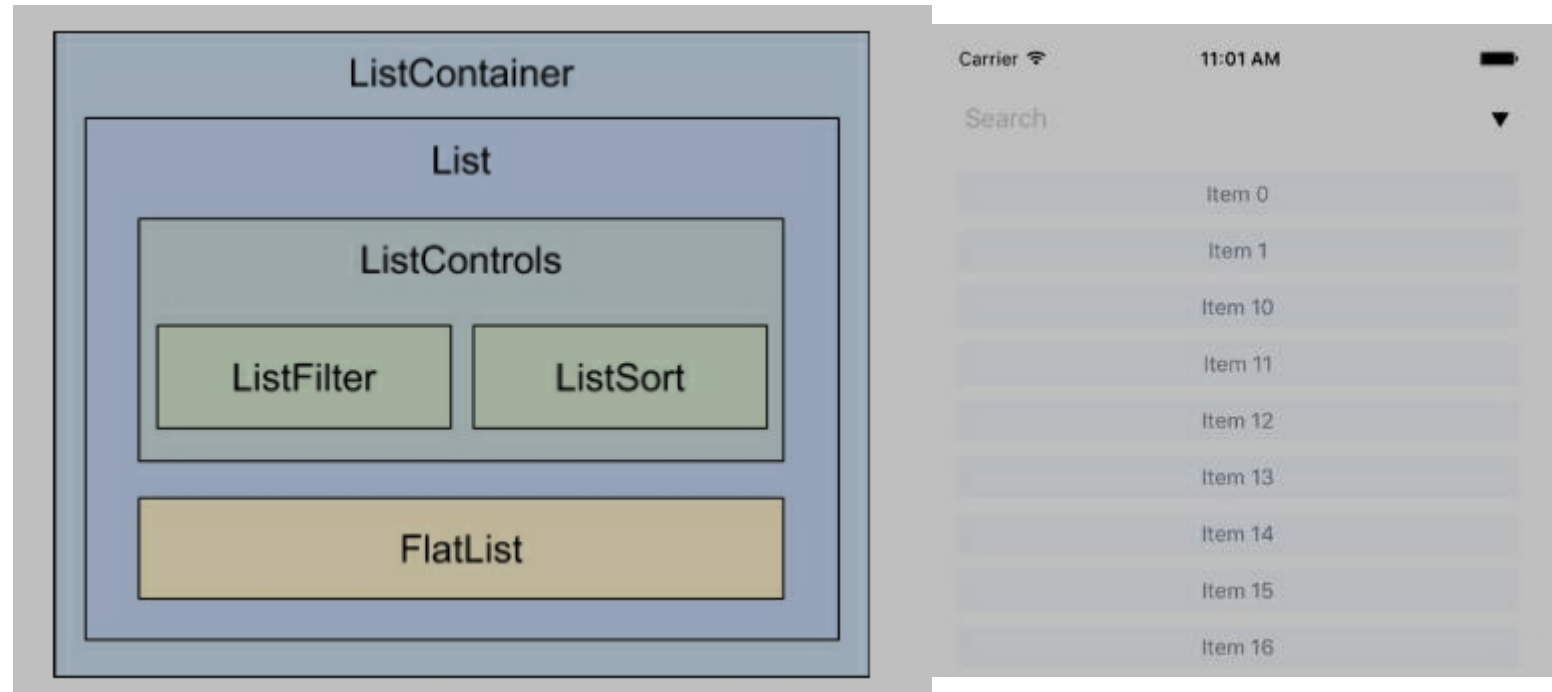 ListContainer
List
ListControls
ListFilter ListSort
FlatList
Carrier 11:01 AM
Search
Item 0
Item 1
Item 10
Item 11
Item 12
Item 13
Item 14
Item 15
Item 16